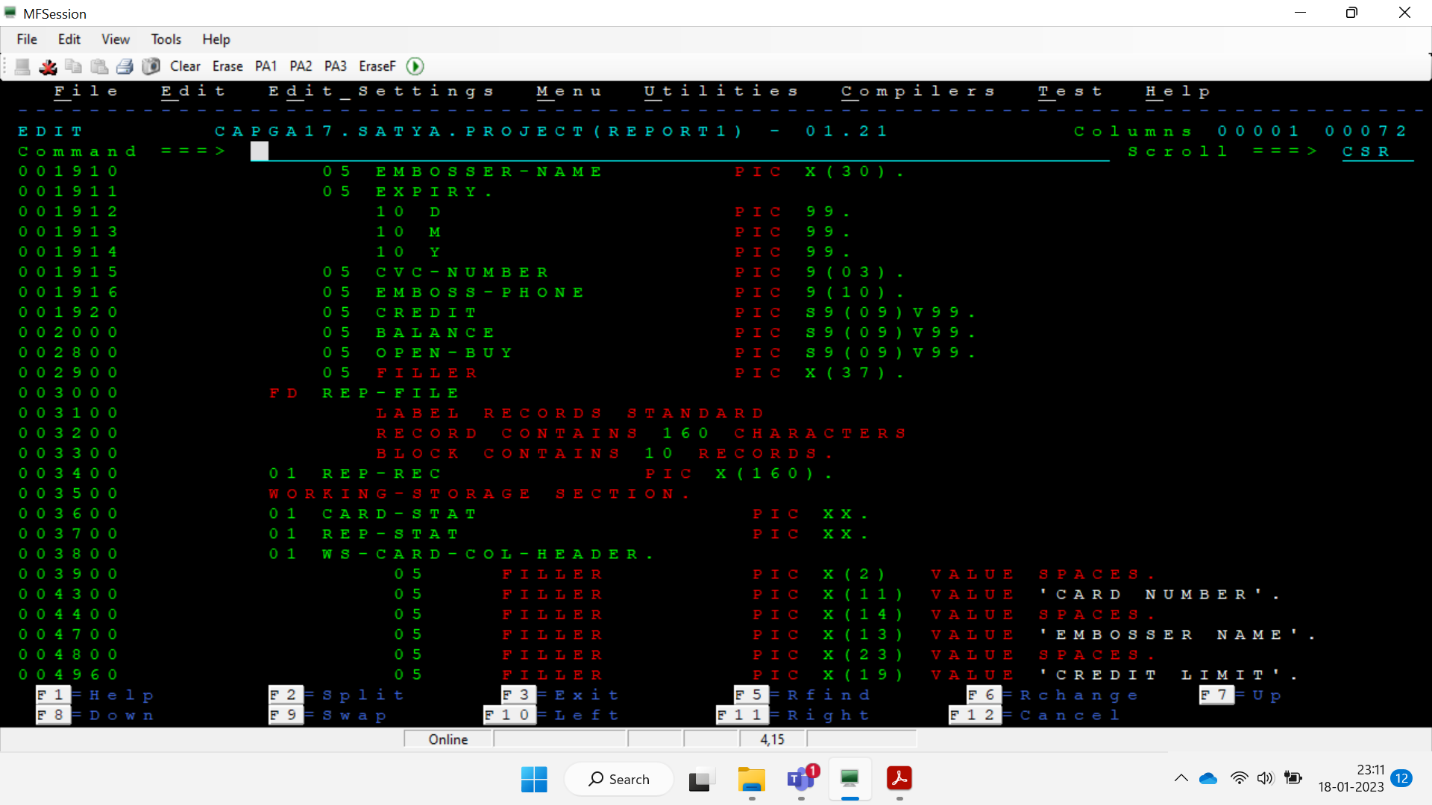 MFSession
File Edit View Tools Help
Clear Erase PA1 PA2 PA3 EraseF
File Edit Edit_Settings Menu Utilities Compilers Test Help
EDIT CAPGA17.SATYA.PROJECT(REPORT1) - 01.21 Columns 00001 00072
Command ===> Scroll ===> CSR
001910 05 EMBOSSER-NAME PIC X(30).
001911 05 EXPIRY.
001912 10 D PIC 99.
001913 10 M PIC 99.
001914 10 Y PIC 99.
001915 05 CVC-NUMBER PIC 9(03).
001916 05 EMBOSS-PHONE PIC 9(10).
001920 05 CREDIT PIC S9(09)V99.
002000 05 BALANCE PIC S9(09)V99.
002800 05 OPEN-BUY PIC S9(09)V99.
002900 05 FILLER PIC X(37).
003000 FD REP-FILE
003100 LABEL RECORDS STANDARD
003200 RECORD CONTAINS 160 CHARACTERS
003300 BLOCK CONTAINS 10 RECORDS.
003400 01 REP-REC PIC X(160).
003500 WORKING-STORAGE SECTION.
003600 01 CARD-STAT PIC XX.
003700 01 REP-STAT PIC XX.
003800 01 WS-CARD-COL-HEADER.
003900 05 FILLER PIC X(2) VALUE SPACES.
004300 05 FILLER PIC X(11) VALUE 'CARD NUMBER'.
004400 05 FILLER PIC X(14) VALUE SPACES.
004700 05 FILLER PIC X(13) VALUE 'EMBOSSER NAME'.
004800 05 FILLER PIC X(23) VALUE SPACES.
004960 05 FILLER PIC X(19) VALUE 'CREDIT LIMIT'.
F1=Help F2=Split F3=Exit F5=Rfind F6=Rchange F7=Up
F8=Down F9=Swap F10=Left F11=Right F12=Cancel
Online 4,15
Search 1 23:11 12
18-01-2023